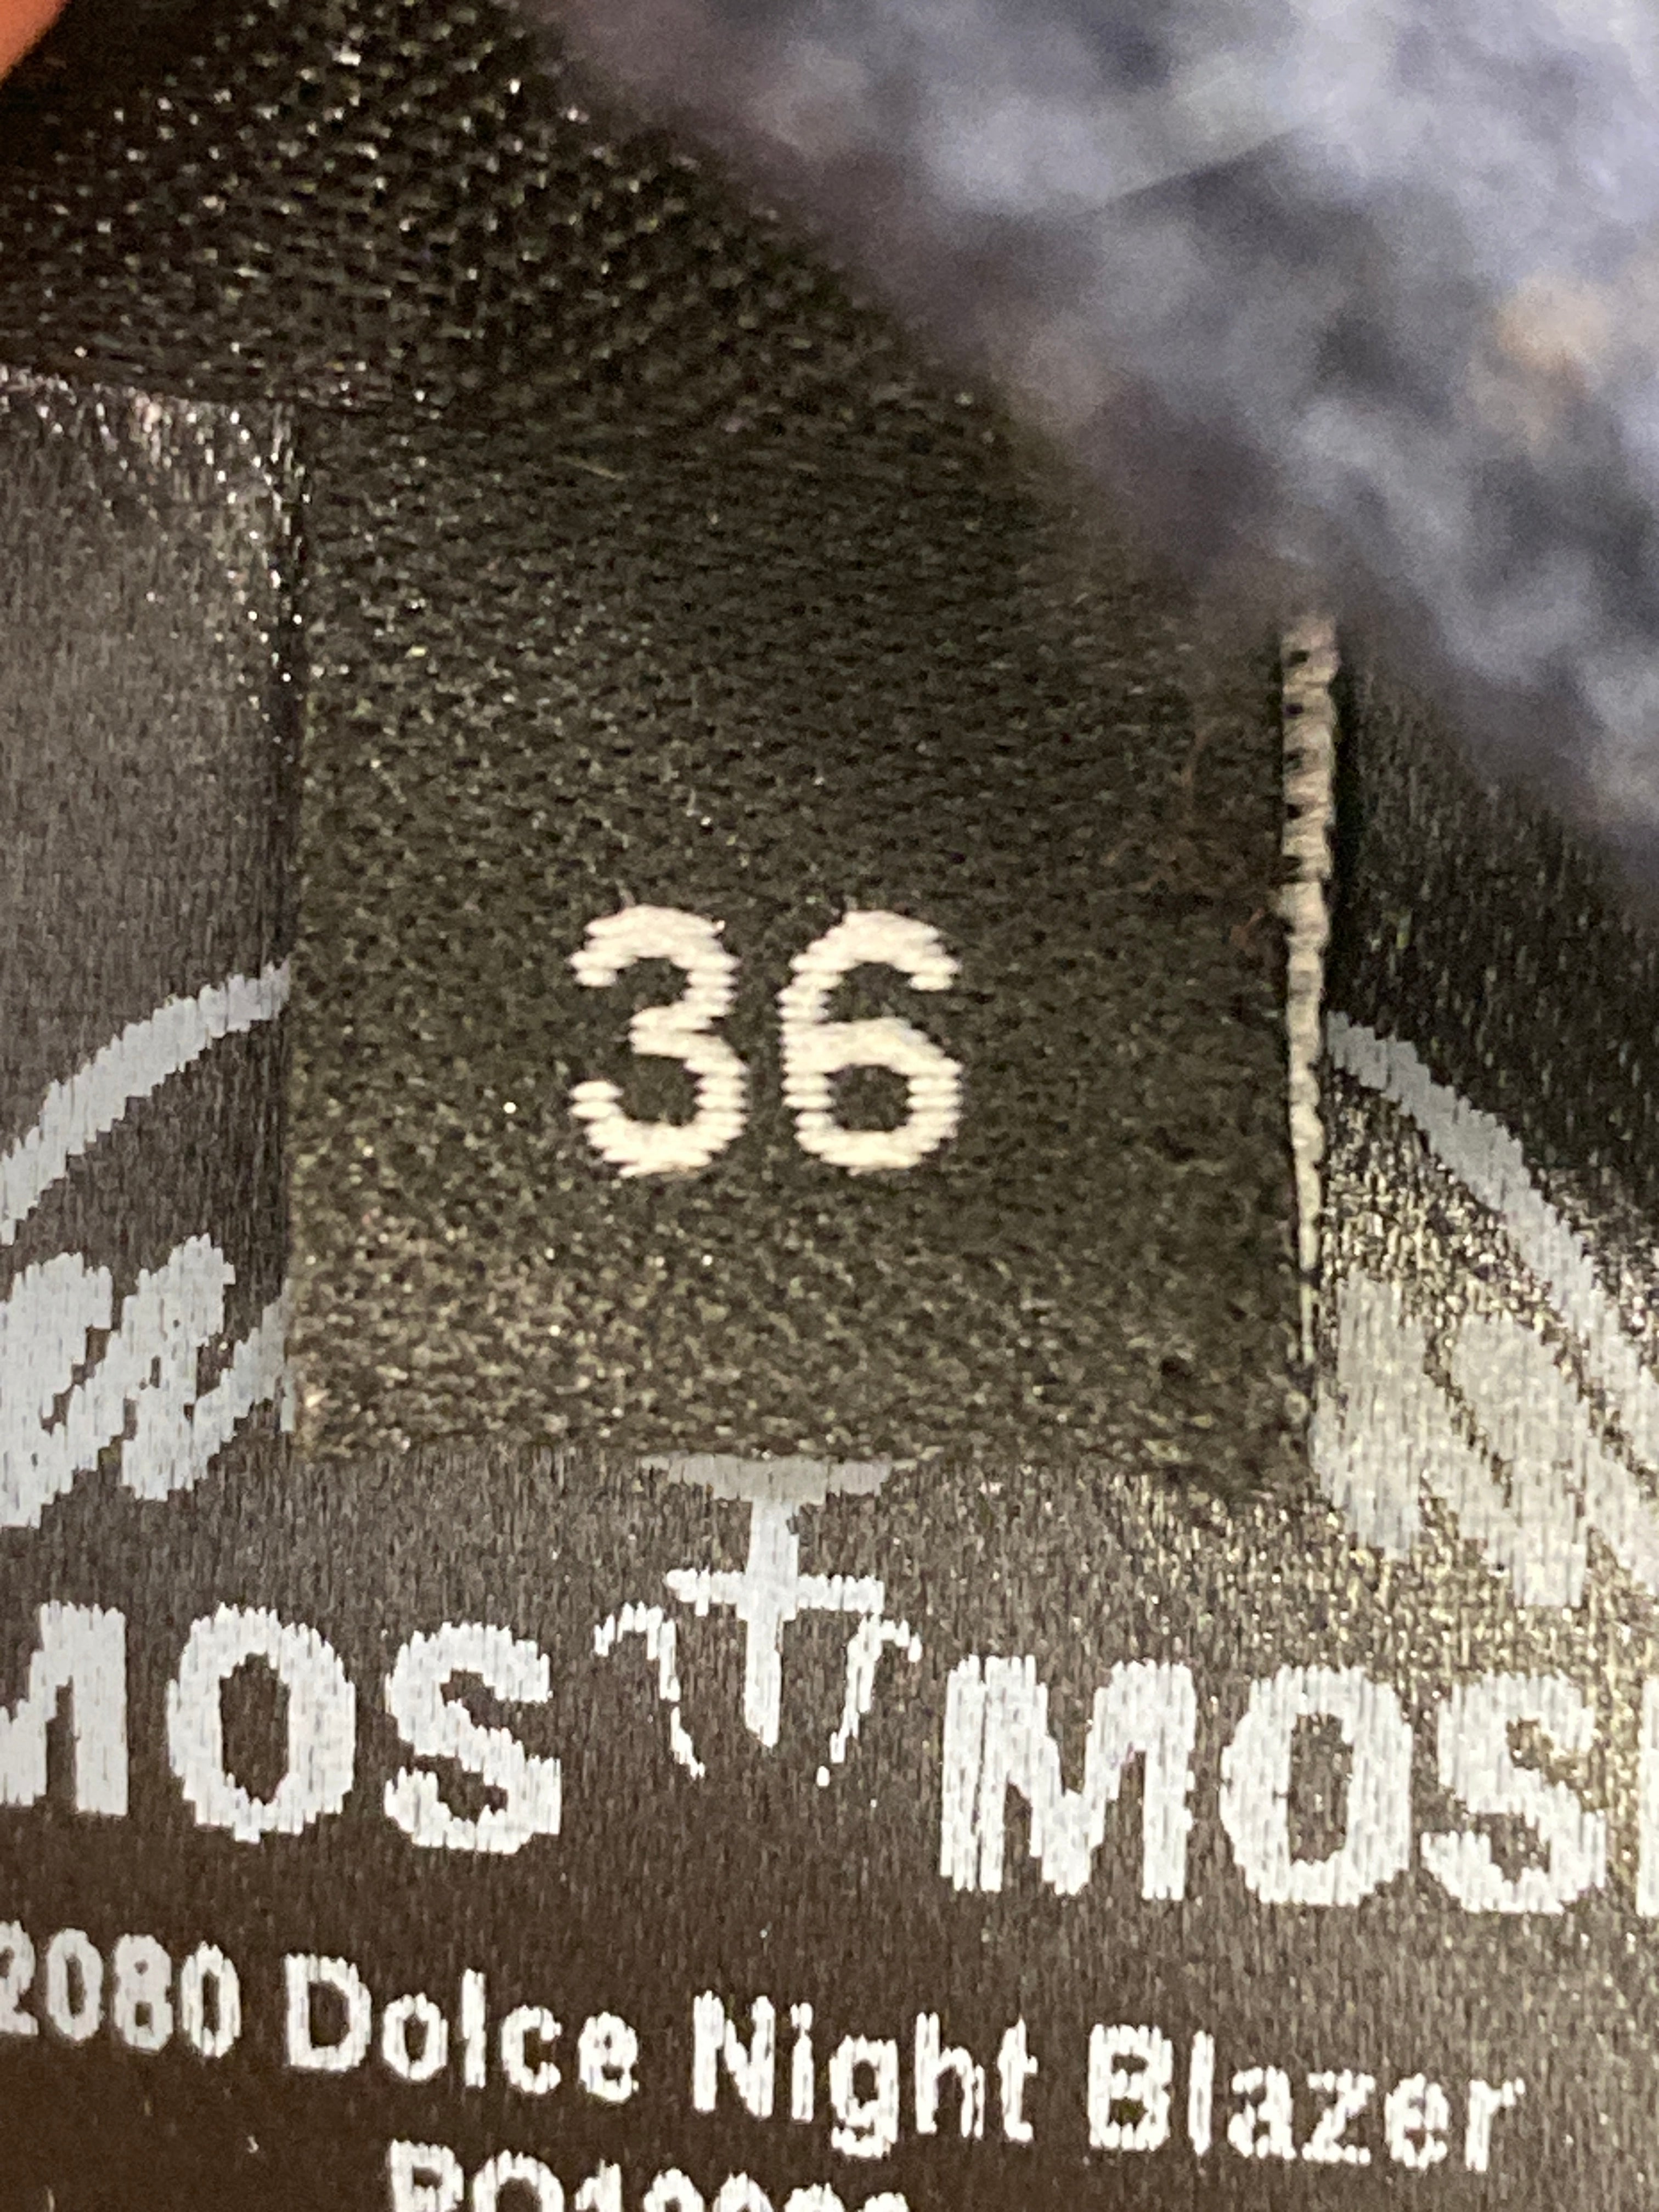 36
MOS MOS
2080 Dolce Night Blazer